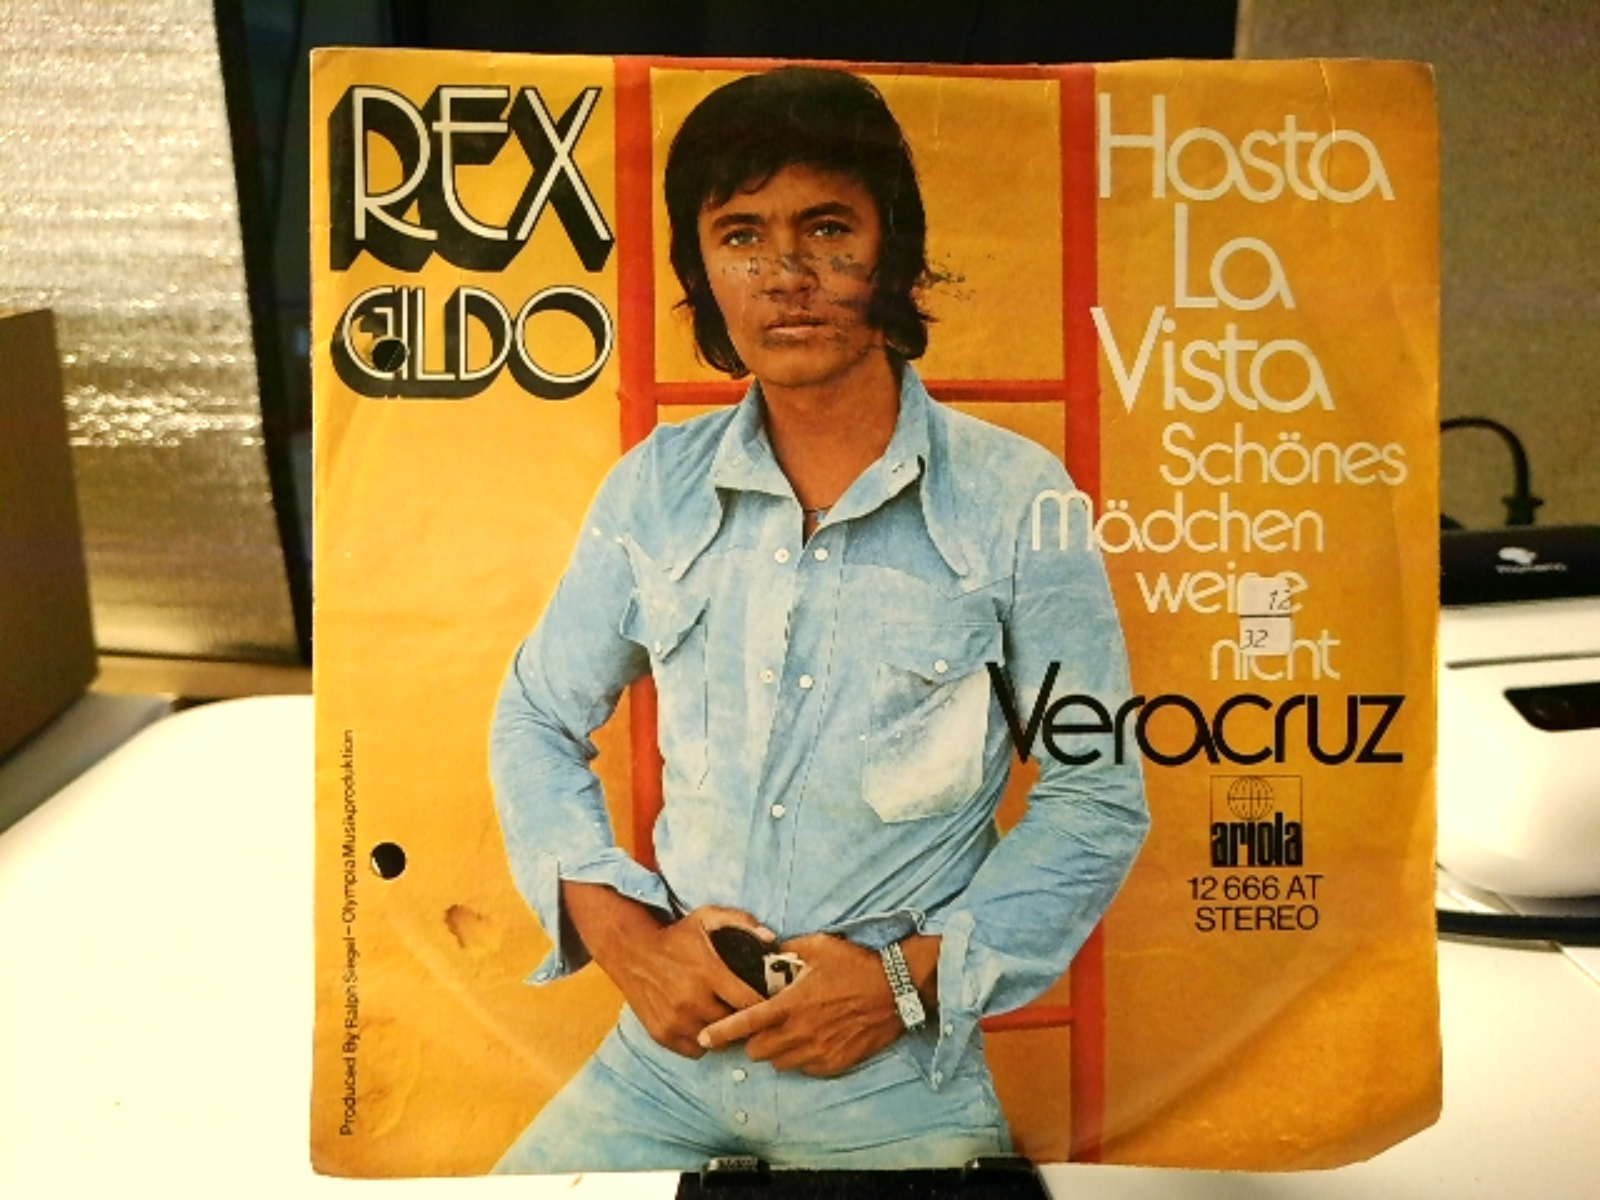 REX
GILDO
Hasta
La
Vista
Schönes
Mädchen
weine
nicht
Veracruz
ariola
12 666 AT
STEREO
12
32
Produced By Ralph Siegel – Olympia Musikproduktion